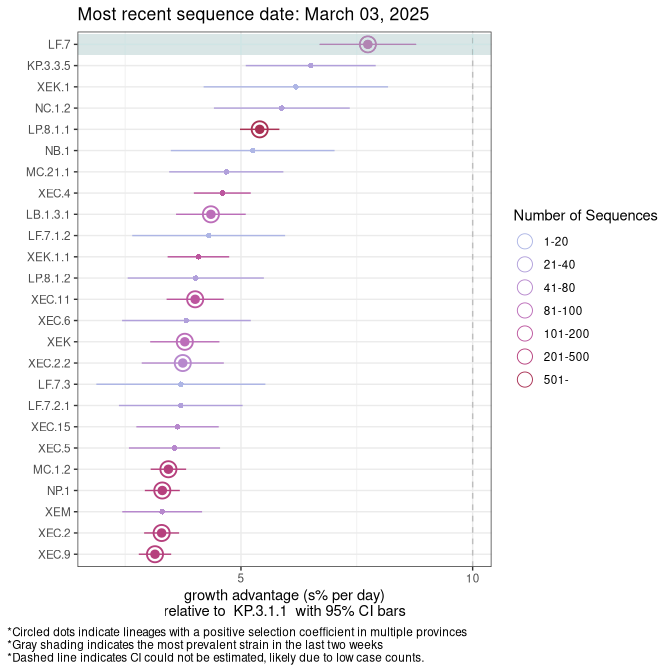 Most recent sequence date: March 03, 2025
LF.7
KP.3.3.5
XEK.1
NC.1.2
LP.8.1.1
NB.1
MC.21.1
XEC.4
LB.1.3.1
LF.7.1.2
XEK.1.1
LP.8.1.2
XEC.11
XEC.6
XEK
XEC.2.2
LF.7.3
LF.7.2.1
XEC.15
XEC.5
MC.1.2
NP.1
XEM
XEC.2
XEC.9
5 10
growth advantage (s% per day)
relative to KP.3.1.1 with 95% CI bars
Number of Sequences
1-20
21-40
41-80
81-100
101-200
201-500
501-
*Circled dots indicate lineages with a positive selection coefficient in multiple provinces
*Gray shading indicates the most prevalent strain in the last two weeks
*Dashed line indicates CI could not be estimated, likely due to low case counts.